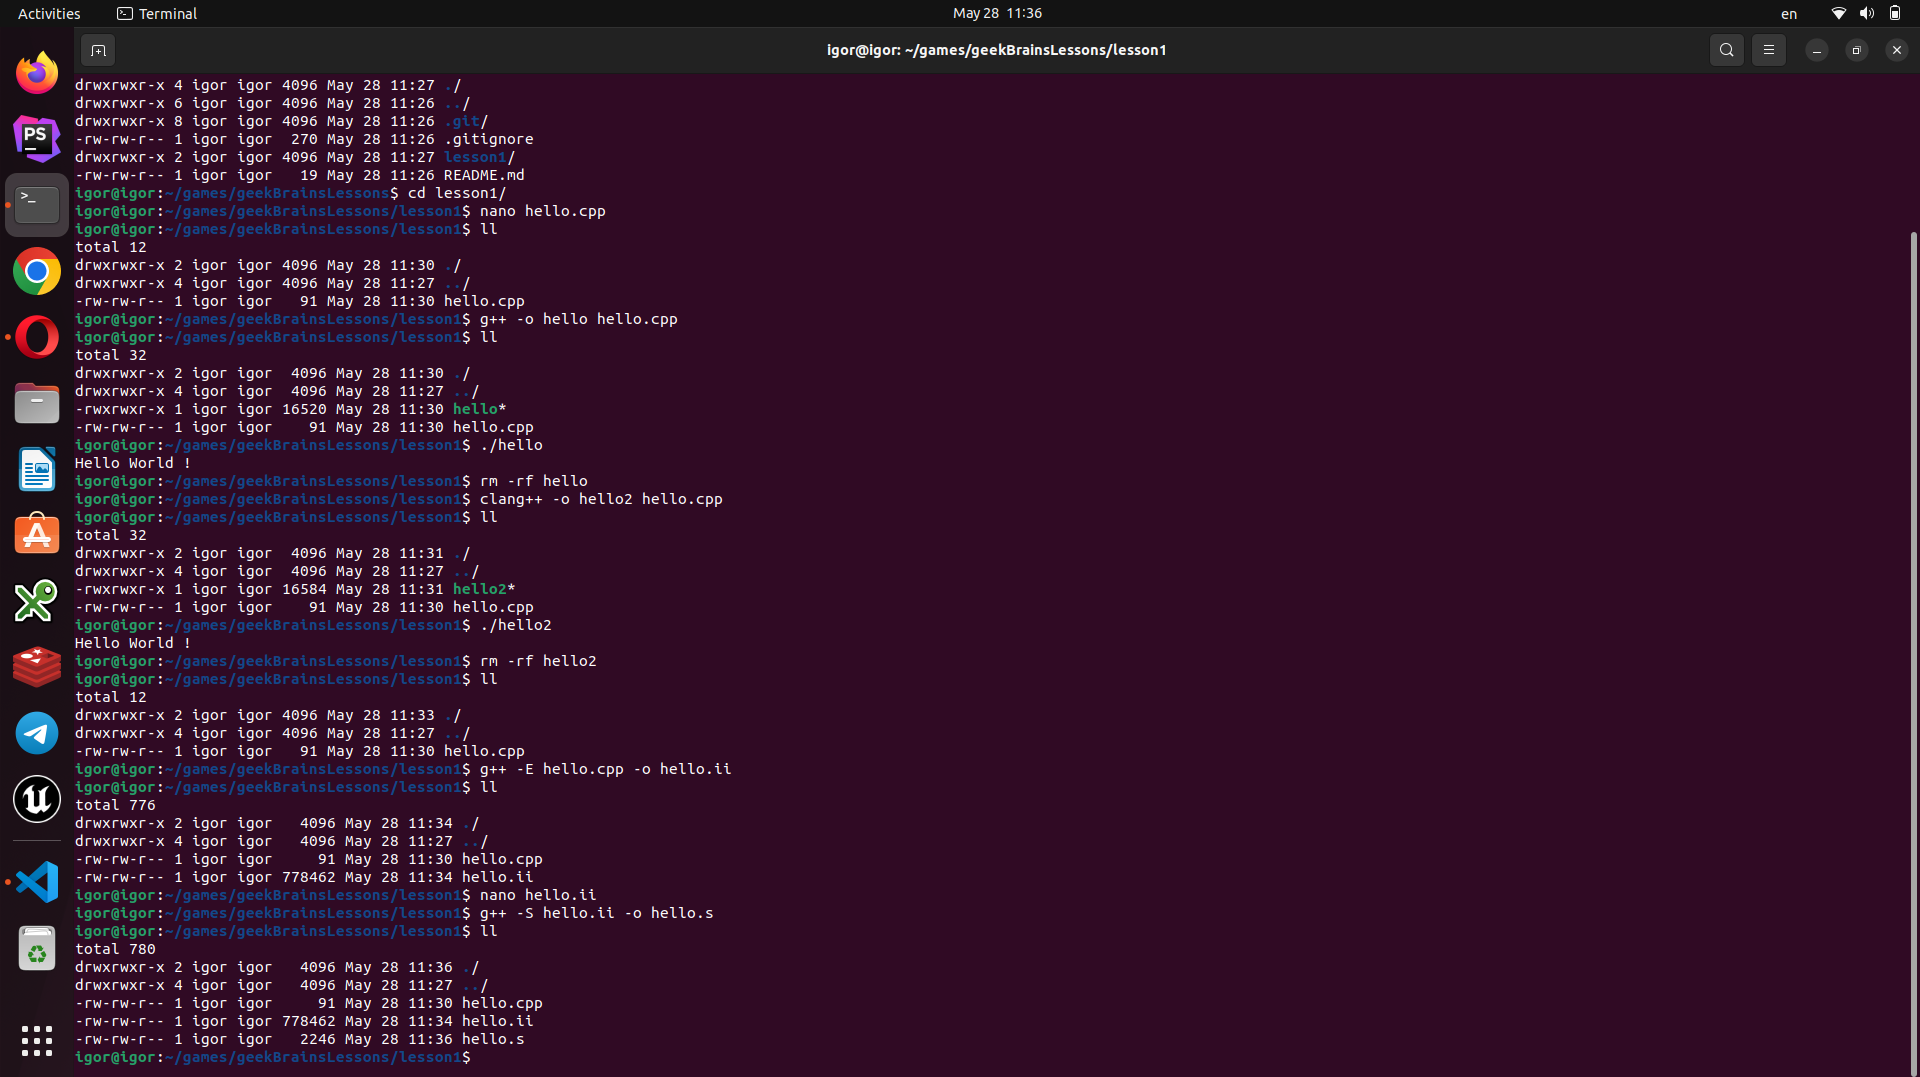 Activities
Terminal
May 28 11:36
en
igor@igor: ~/games/geekBrainsLessons/lesson1
drwxrwxr-x 4 igor igor 4096 May 28 11:27 ./
drwxrwxr-x 6 igor igor 4096 May 28 11:26 ../
drwxrwxr-x 8 igor igor 4096 May 28 11:26 .git/
-rw-rw-r-- 1 igor igor  270 May 28 11:26 .gitignore
drwxrwxr-x 2 igor igor 4096 May 28 11:27 lesson1/
-rw-rw-r-- 1 igor igor   19 May 28 11:26 README.md
igor@igor:~/games/geekBrainsLessons$ cd lesson1/
igor@igor:~/games/geekBrainsLessons/lesson1$ nano hello.cpp
igor@igor:~/games/geekBrainsLessons/lesson1$ ll
total 12
drwxrwxr-x 2 igor igor 4096 May 28 11:30 ./
drwxrwxr-x 4 igor igor 4096 May 28 11:27 ../
-rw-rw-r-- 1 igor igor   91 May 28 11:30 hello.cpp
igor@igor:~/games/geekBrainsLessons/lesson1$ g++ -o hello hello.cpp
igor@igor:~/games/geekBrainsLessons/lesson1$ ll
total 32
drwxrwxr-x 2 igor igor  4096 May 28 11:30 ./
drwxrwxr-x 4 igor igor  4096 May 28 11:27 ../
-rwxrwxr-x 1 igor igor 16520 May 28 11:30 hello*
-rw-rw-r-- 1 igor igor    91 May 28 11:30 hello.cpp
igor@igor:~/games/geekBrainsLessons/lesson1$ ./hello
Hello World !
igor@igor:~/games/geekBrainsLessons/lesson1$ rm -rf hello
igor@igor:~/games/geekBrainsLessons/lesson1$ clang++ -o hello2 hello.cpp
igor@igor:~/games/geekBrainsLessons/lesson1$ ll
total 32
drwxrwxr-x 2 igor igor  4096 May 28 11:31 ./
drwxrwxr-x 4 igor igor  4096 May 28 11:27 ../
-rwxrwxr-x 1 igor igor 16584 May 28 11:31 hello2*
-rw-rw-r-- 1 igor igor    91 May 28 11:30 hello.cpp
igor@igor:~/games/geekBrainsLessons/lesson1$ ./hello2
Hello World !
igor@igor:~/games/geekBrainsLessons/lesson1$ rm -rf hello2
igor@igor:~/games/geekBrainsLessons/lesson1$ ll
total 12
drwxrwxr-x 2 igor igor 4096 May 28 11:33 ./
drwxrwxr-x 4 igor igor 4096 May 28 11:27 ../
-rw-rw-r-- 1 igor igor   91 May 28 11:30 hello.cpp
igor@igor:~/games/geekBrainsLessons/lesson1$ g++ -E hello.cpp -o hello.ii
igor@igor:~/games/geekBrainsLessons/lesson1$ ll
total 776
drwxrwxr-x 2 igor igor   4096 May 28 11:34 ./
drwxrwxr-x 4 igor igor   4096 May 28 11:27 ../
-rw-rw-r-- 1 igor igor     91 May 28 11:30 hello.cpp
-rw-rw-r-- 1 igor igor 778462 May 28 11:34 hello.ii
igor@igor:~/games/geekBrainsLessons/lesson1$ nano hello.ii
igor@igor:~/games/geekBrainsLessons/lesson1$ g++ -S hello.ii -o hello.s
igor@igor:~/games/geekBrainsLessons/lesson1$ ll
total 780
drwxrwxr-x 2 igor igor   4096 May 28 11:36 ./
drwxrwxr-x 4 igor igor   4096 May 28 11:27 ../
-rw-rw-r-- 1 igor igor     91 May 28 11:30 hello.cpp
-rw-rw-r-- 1 igor igor 778462 May 28 11:34 hello.ii
-rw-rw-r-- 1 igor igor   2246 May 28 11:36 hello.s
igor@igor:~/games/geekBrainsLessons/lesson1$
PS